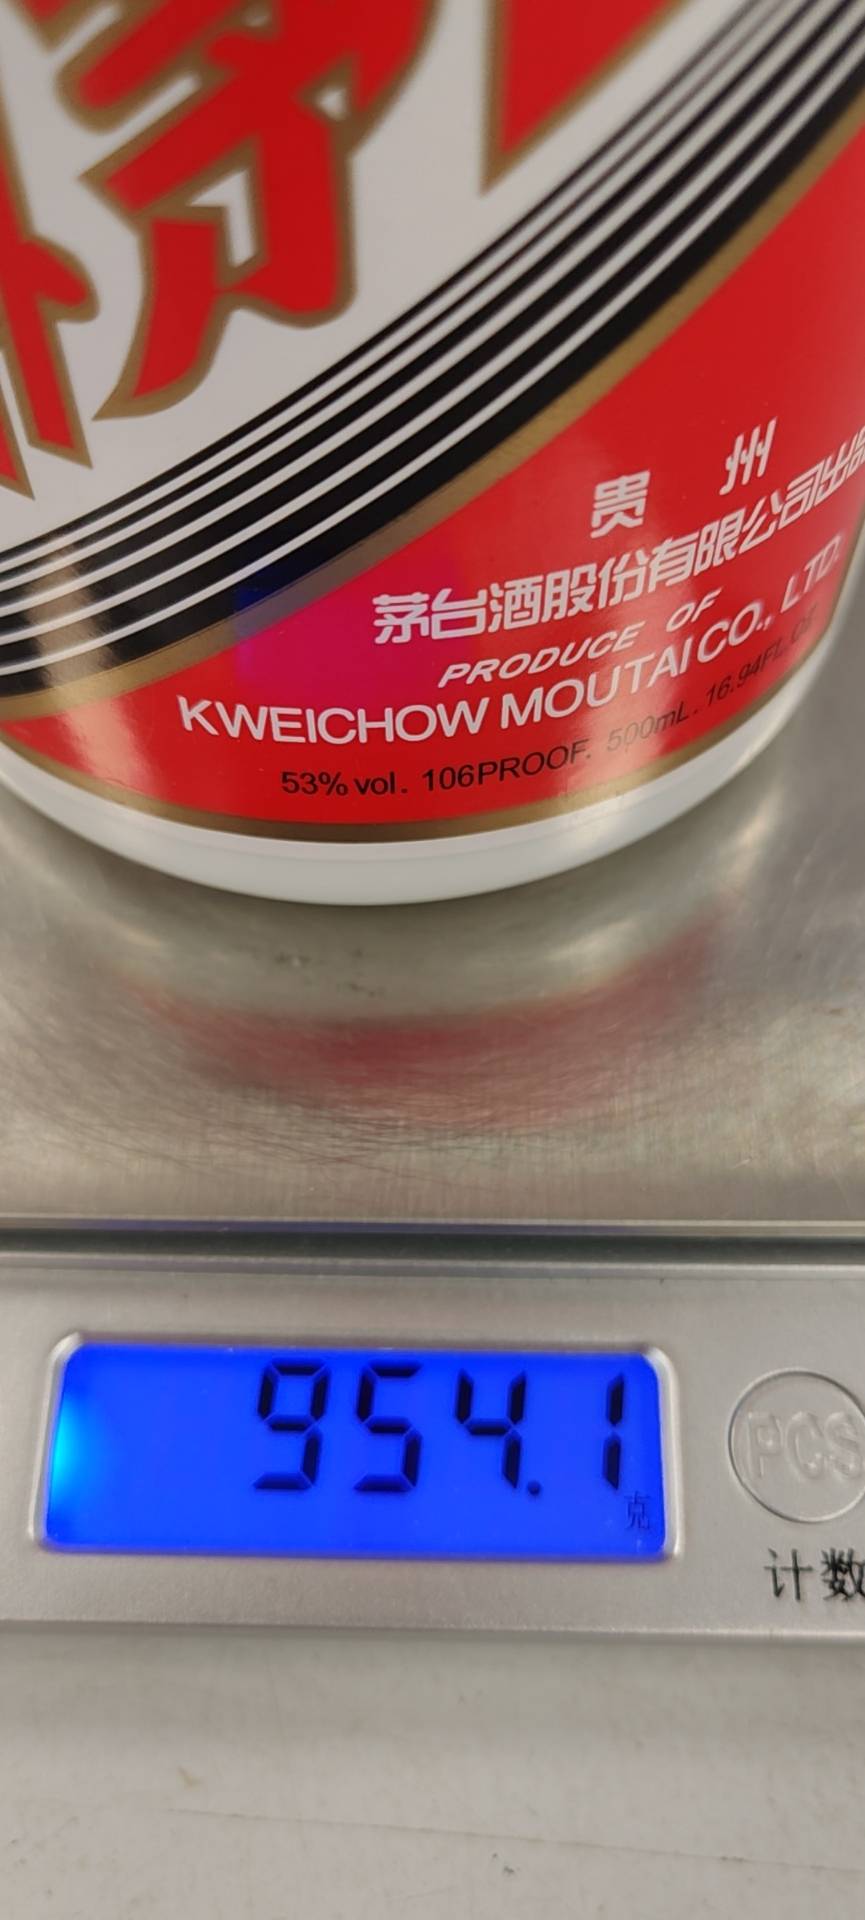 茅
贵 州
茅台酒股份有限公司出品
PRODUCE OF
KWEICHOW MOUTAI CO., LTD.
53% vol. 106PROOF. 500mL. 16.94FL.OZ
954.1
克
PCS
计数